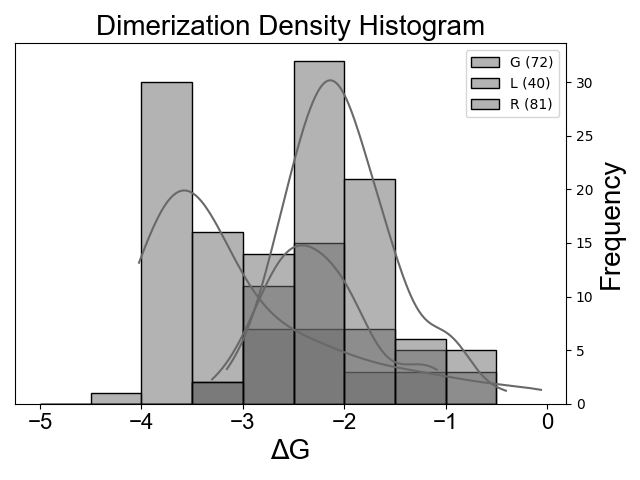 Dimerization Density Histogram
G (72)
L (40)
R (81)
30
25
20
15
10
5
0
Frequency
−5 −4 −3 −2 −1 0
ΔG